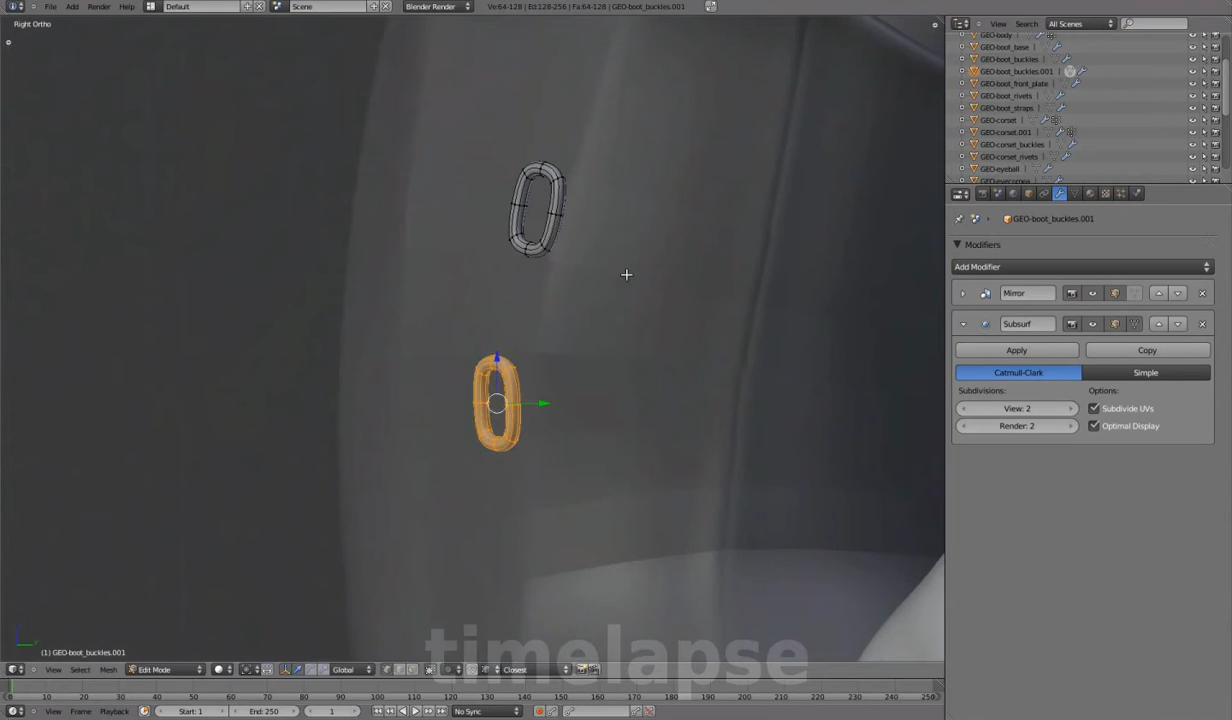 File Add Render Window Help Default Scene Blender Render Ve:64-128 | Ed:128-256 | Fa:64-128 | GEO-boot_buckles.001
Right Ortho
View Search All Scenes
GEO-body
GEO-boot_base
GEO-boot_buckles
GEO-boot_buckles.001
GEO-boot_front_plate
GEO-boot_rivets
GEO-boot_straps
GEO-corset
GEO-corset.001
GEO-corset_buckles
GEO-corset_rivets
GEO-eyeball
GEO-eyecornea
GEO-boot_buckles.001
Modifiers
Add Modifier
Mirror
Subsurf
Apply Copy
Catmull-Clark Simple
Subdivisions: Options:
View: 2 Subdivide UVs
Render: 2 Optimal Display
timelapse
(1) GEO-boot_buckles.001
View Select Mesh Edit Mode Global Closest
0 10 20 30 40 50 60 70 80 90 100 110 120 130 140 150 160 170 180 190 200 210 220 230 240 250
View Frame Playback Start: 1 End: 250 1 No Sync